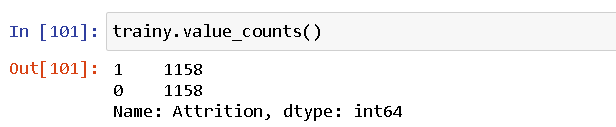 In [101]: trainy.value_counts()
Out[101]: 1    1158
0    1158
Name: Attrition, dtype: int64